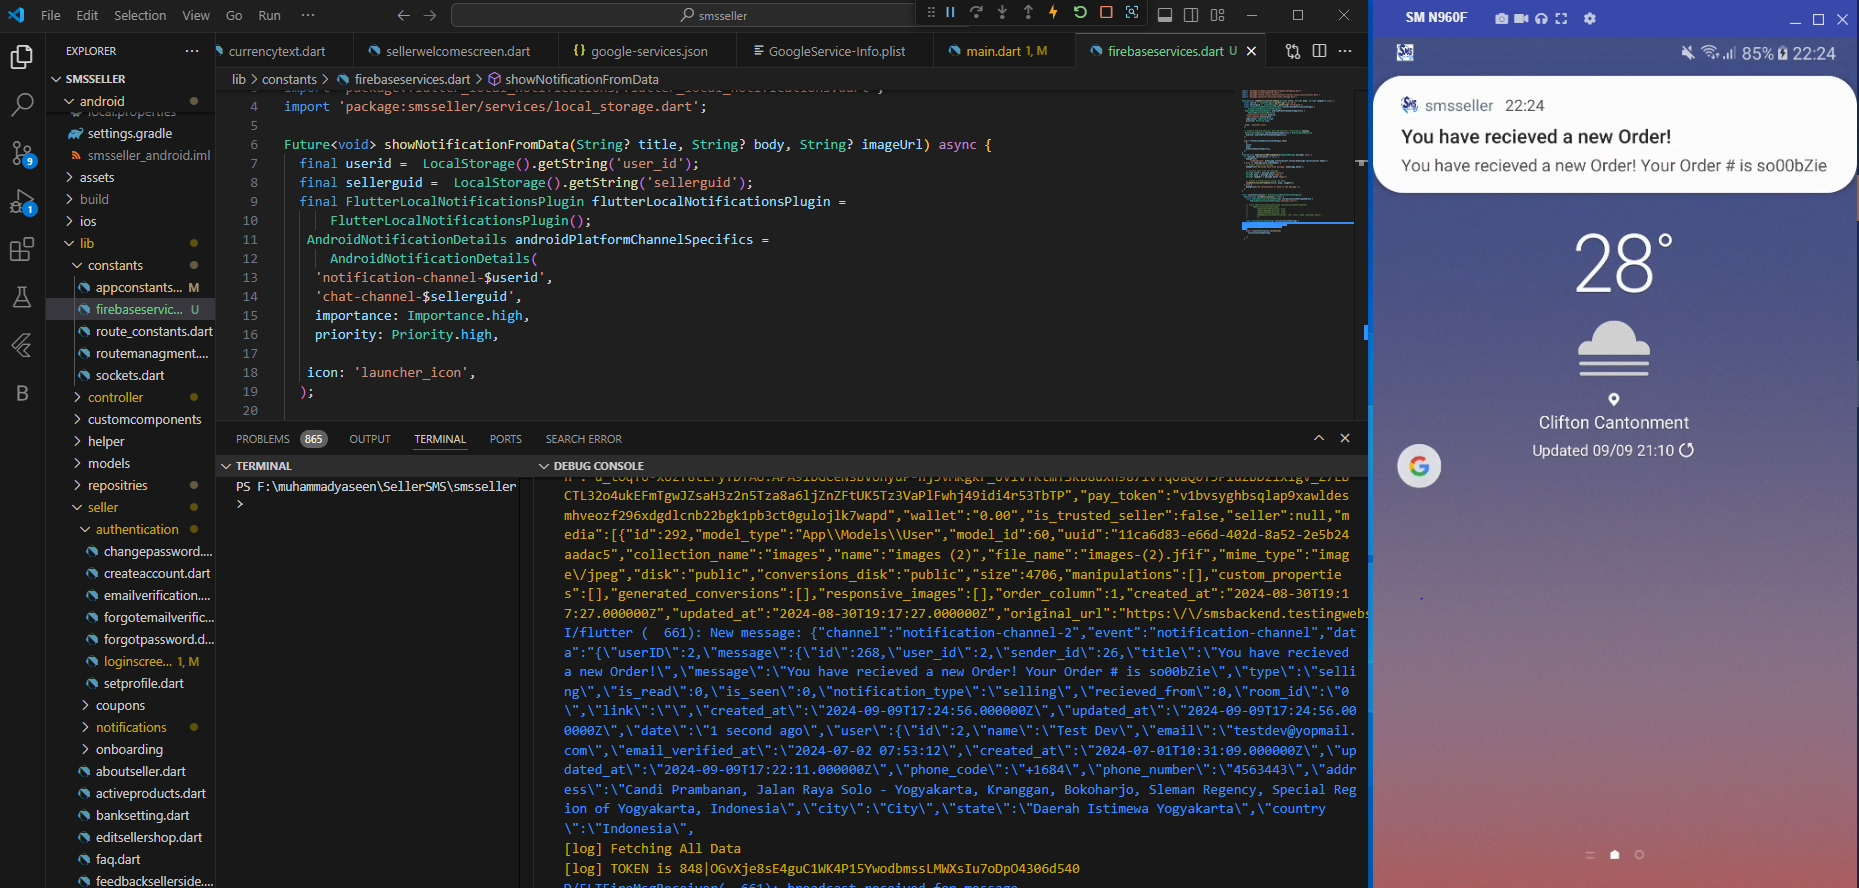 File Edit Selection View Go Run ··· smsseller
EXPLORER ···
SMSSELLER
android
local.properties
settings.gradle
smsseller_android.iml
assets
build
ios
lib
constants
appconstants... M
firebaseservic... U
route_constants.dart
routemanagment....
sockets.dart
controller
customcomponents
helper
models
repositries
seller
authentication
changepassword....
createaccount.dart
emailverification....
forgotemailverific...
forgotpassword.d...
loginscree... 1, M
setprofile.dart
coupons
notifications
onboarding
aboutseller.dart
activeproducts.dart
banksetting.dart
editsellershop.dart
faq.dart
feedbacksellerside....
9
1
B
currencytext.dart sellerwelcomescreen.dart {} google-services.json GoogleService-Info.plist main.dart 1, M firebaseservices.dart U
lib > constants > firebaseservices.dart > showNotificationFromData
4 import 'package:smsseller/services/local_storage.dart';
5
6 Future<void> showNotificationFromData(String? title, String? body, String? imageUrl) async {
7 final userid = LocalStorage().getString('user_id');
8 final sellerguid = LocalStorage().getString('sellerguid');
9 final FlutterLocalNotificationsPlugin flutterLocalNotificationsPlugin =
10 FlutterLocalNotificationsPlugin();
11 AndroidNotificationDetails androidPlatformChannelSpecifics =
12 AndroidNotificationDetails(
13 'notification-channel-$userid',
14 'chat-channel-$sellerguid',
15 importance: Importance.high,
16 priority: Priority.high,
17
18 icon: 'launcher_icon',
19 );
20
PROBLEMS 865 OUTPUT TERMINAL PORTS SEARCH ERROR
TERMINAL
PS F:\muhammadyaseen\SellerSMS\smsseller
>
DEBUG CONSOLE
CTL32o4ukEFmTgwJZsaH3z2n5Tza8a6ljZnZFtUK5Tz3VaPlFwhj49idi4r53TbTP","pay_token":"v1bvsyghbsqlap9xawldes
mhveozf296xdgdlcnb22bgk1pb3ct0gulojlk7wapd","wallet":"0.00","is_trusted_seller":false,"seller":null,"m
edia":[{"id":292,"model_type":"App\\Models\\User","model_id":60,"uuid":"11ca6d83-e66d-402d-8a52-2e5b24
aadac5","collection_name":"images","name":"images (2)","file_name":"images-(2).jfif","mime_type":"imag
e\/jpeg","disk":"public","conversions_disk":"public","size":4706,"manipulations":[],"custom_propertie
s":[],"generated_conversions":[],"responsive_images":[],"order_column":1,"created_at":"2024-08-30T19:1
7:27.000000Z","updated_at":"2024-08-30T19:17:27.000000Z","original_url":"https:\/\/smsbackend.testingwebs
I/flutter (  661): New message: {"channel":"notification-channel-2","event":"notification-channel","dat
a":"{\"userID\":2,\"message\":{\"id\":268,\"user_id\":2,\"sender_id\":26,\"title\":\"You have recieved
a new Order!\",\"message\":\"You have recieved a new Order! Your Order # is so00bZie\",\"type\":\"selli
ng\",\"is_read\":0,\"is_seen\":0,\"notification_type\":\"selling\",\"recieved_from\":0,\"room_id\":\"0
\",\"link\":\"\",\"created_at\":\"2024-09-09T17:24:56.000000Z\",\"updated_at\":\"2024-09-09T17:24:56.00
0000Z\",\"date\":\"1 second ago\",\"user\":{\"id\":2,\"name\":\"Test Dev\",\"email\":\"testdev@yopmail.
com\",\"email_verified_at\":\"2024-07-02 07:53:12\",\"created_at\":\"2024-07-01T10:31:09.000000Z\",\"up
dated_at\":\"2024-09-09T17:22:11.000000Z\",\"phone_code\":\"+1684\",\"phone_number\":\"4563443\",\"addr
ess\":\"Candi Prambanan, Jalan Raya Solo - Yogyakarta, Kranggan, Bokoharjo, Sleman Regency, Special Reg
ion of Yogyakarta, Indonesia\",\"city\":\"City\",\"state\":\"Daerah Istimewa Yogyakarta\",\"country
\":\"Indonesia\",
[log] Fetching All Data
[log] TOKEN is 848|OGvXje8sE4guC1WK4P15YwodbmssLMWXsIu7oDpO4306d540
SM N960F
85% 22:24
smsseller 22:24
You have recieved a new Order!
You have recieved a new Order! Your Order # is so00bZie
28°
Clifton Cantonment
Updated 09/09 21:10
G